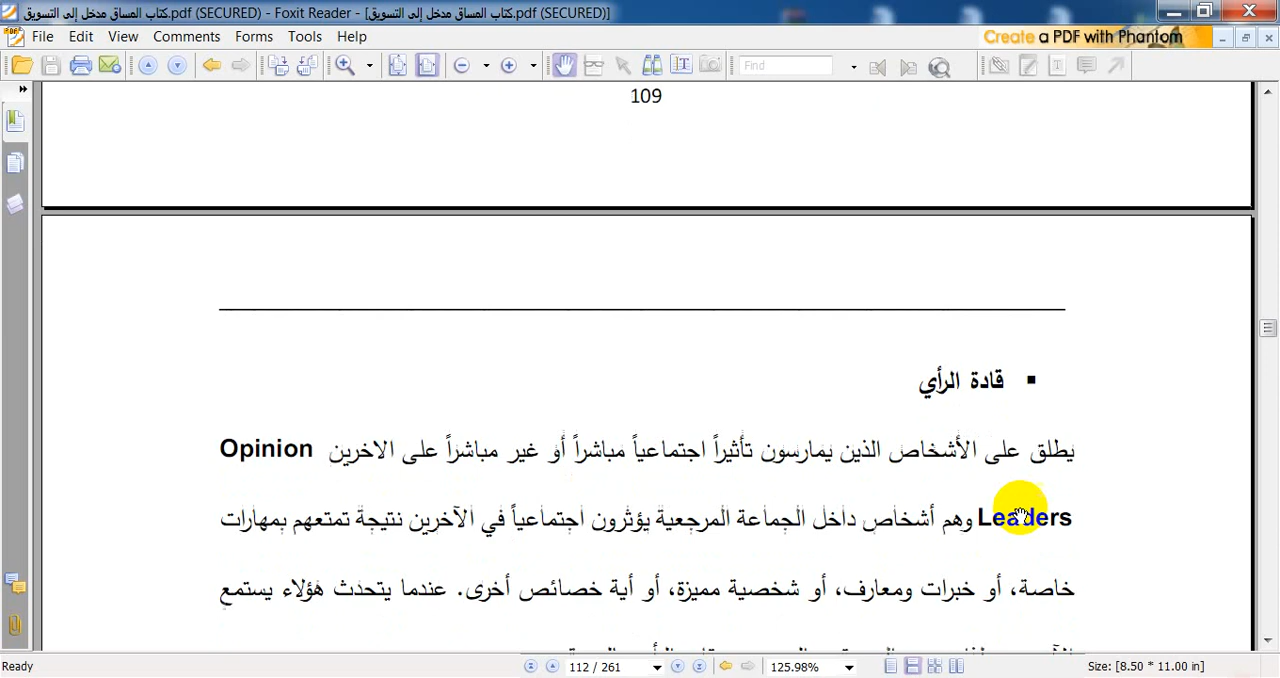 كتاب المساق مدخل إلى التسويق.pdf (SECURED) - Foxit Reader - [كتاب المساق مدخل إلى التسويق.pdf (SECURED)]
File Edit View Comments Forms Tools Help
Create a PDF with Phantom
Find
109
▪ قادة الرأي
يطلق على الأشخاص الذين يمارسون تأثيراً اجتماعياً مباشراً أو غير مباشراً على الاخرين Opinion
Leaders وهم أشخاص داخل الجماعة المرجعية يؤثرون اجتماعياً في الآخرين نتيجة تمتعهم بمهارات
خاصة، أو خبرات ومعارف، أو شخصية مميزة، أو أية خصائص أخرى. عندما يتحدث هؤلاء يستمع
Ready
112 / 261
125.98%
Size: [8.50 * 11.00 in]